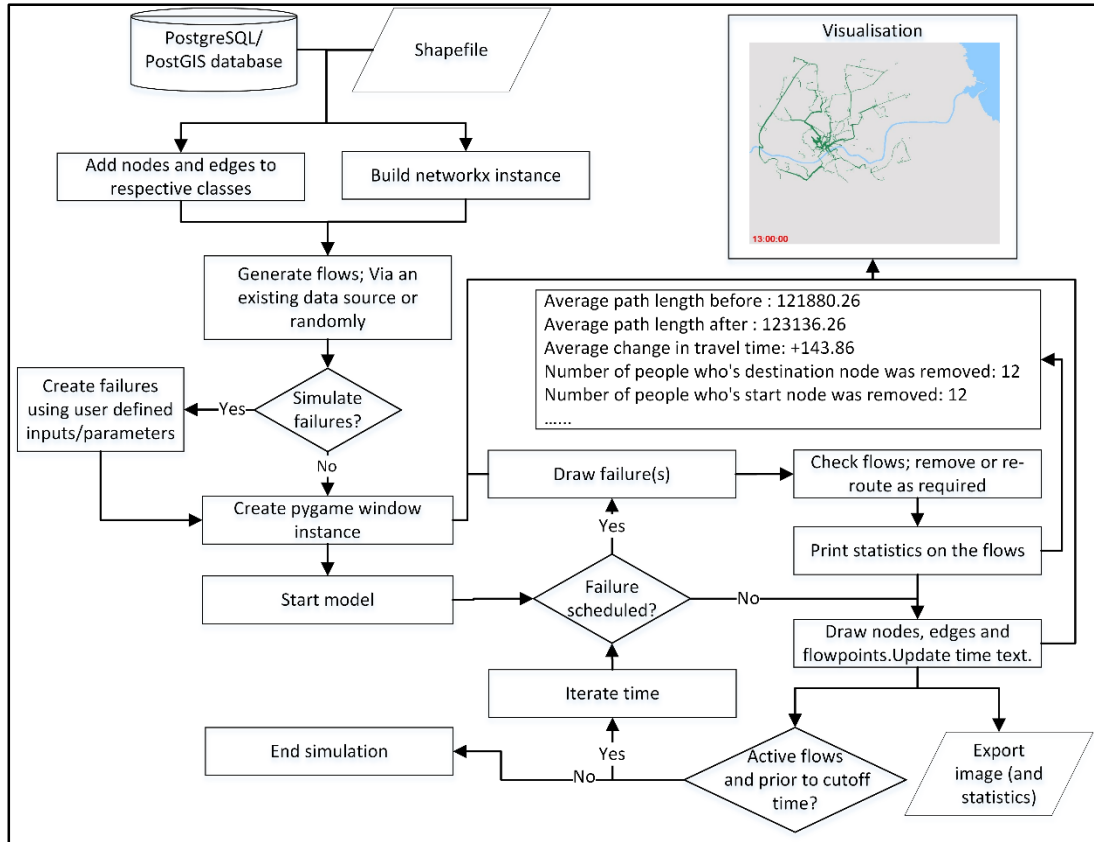 PostgreSQL/
PostGIS database
Shapefile
Visualisation
13:00:00
Add nodes and edges to
respective classes
Build networkx instance
Generate flows; Via an
existing data source or
randomly
Average path length before : 121880.26
Average path length after : 123136.26
Average change in travel time: +143.86
Number of people who's destination node was removed: 12
Number of people who's start node was removed: 12
......
Create failures
using user defined
inputs/parameters
Yes
Simulate
failures?
No
Draw failure(s)
Check flows; remove or re-
route as required
Create pygame window
instance
Yes
Print statistics on the flows
Start model
Failure
scheduled?
No
Draw nodes, edges and
flowpoints.Update time text.
Iterate time
End simulation
Yes
No
Active flows
and prior to cutoff
time?
Export
image (and
statistics)